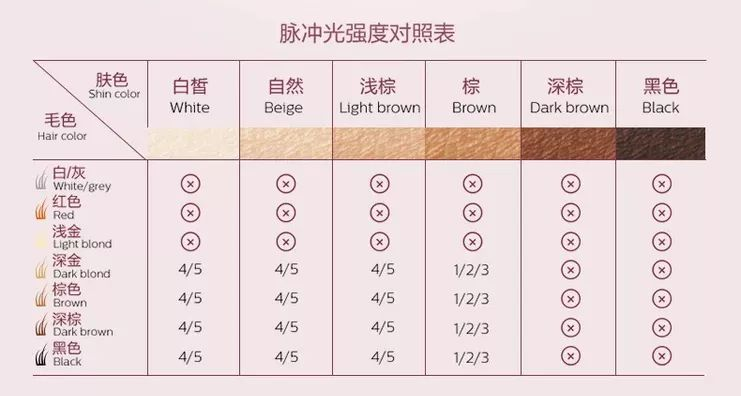 脉冲光强度对照表
肤色
Shin color
毛色
Hair color
白皙
White
自然
Beige
浅棕
Light brown
棕
Brown
深棕
Dark brown
黑色
Black
白/灰
White/grey
红色
Red
浅金
Light blond
深金
Dark blond
4/5 4/5 4/5 1/2/3
棕色
Brown
4/5 4/5 4/5 1/2/3
深棕
Dark brown
4/5 4/5 4/5 1/2/3
黑色
Black
4/5 4/5 4/5 1/2/3